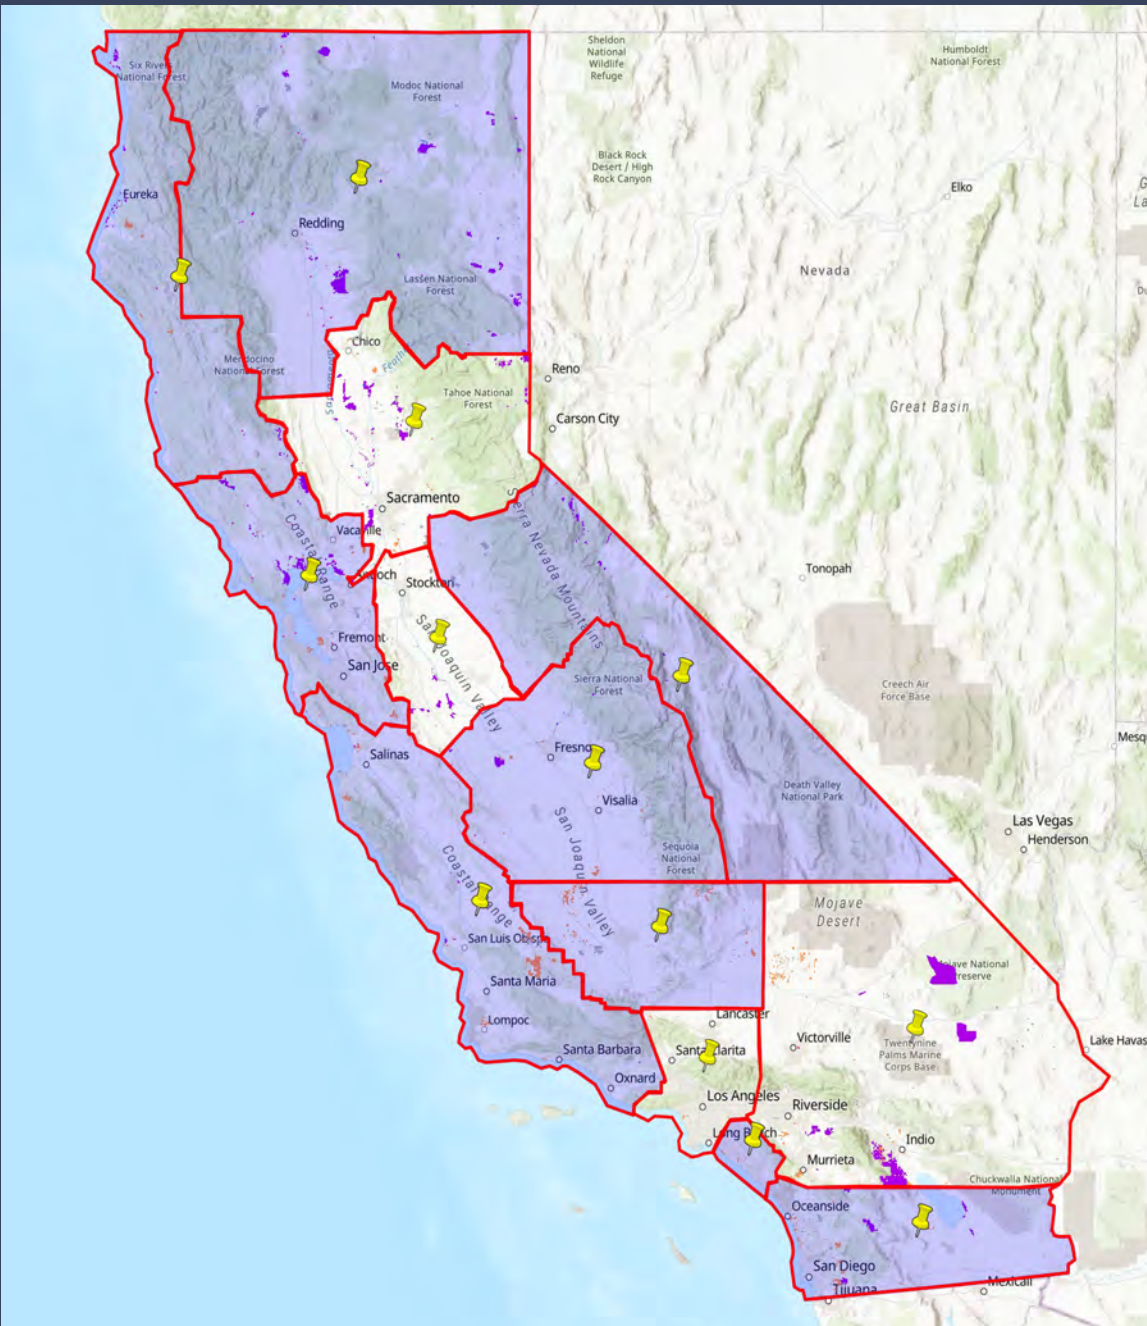 Sheldon
National
Wildlife
Refuge
Humboldt
National Forest
Six Rivers
National Forest
Modoc National
Forest
Black Rock
Desert / High
Rock Canyon
Elko
Eureka
Redding
Nevada
Lassen National
Forest
Mendocino
National Forest
Chico
Feath
Reno
Tahoe National
Forest
Carson City
Great Basin
Sacramento
Sierra Nevada Mountains
Coastal Range
Vacaville
Antioch
Stockton
Tonopah
San Joaquin Valley
Fremont
San Jose
Sierra National
Forest
Creech Air
Force Base
Mesq
Salinas
Fresno
Visalia
Death Valley
National Park
Las Vegas
Henderson
San Joaquin Valley
Sequoia
National
Forest
Coastal Range
Mojave
Desert
San Luis Obispo
Mojave National
Preserve
Santa Maria
Lompoc
Lancaster
Santa Clarita
Victorville
Twentynine
Palms Marine
Corps Base
Lake Havas
Santa Barbara
Oxnard
Los Angeles
Riverside
Long Beach
Indio
Murrieta
Chuckwalla National
Monument
Oceanside
San Diego
Tijuana
Mexicali